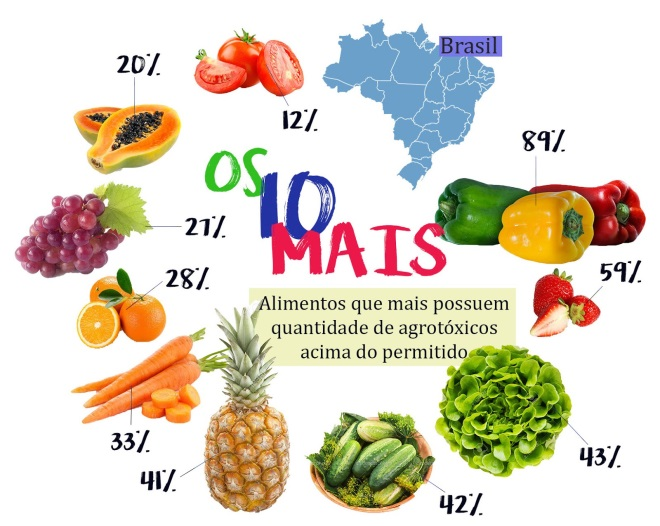 Brasil
20%
12%
89%
OS
10
MAIS
27%
28%
59%
Alimentos que mais possuem
quantidade de agrotóxicos
acima do permitido
33%
41%
42%
43%